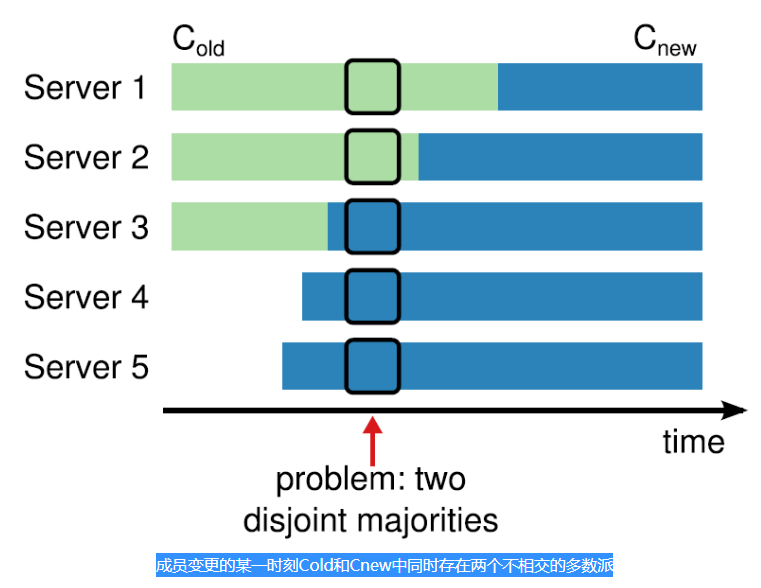 Cold
Cnew
Server 1
Server 2
Server 3
Server 4
Server 5
time
problem: two
disjoint majorities
成员变更的某一时刻Cold和Cnew中同时存在两个不相交的多数派